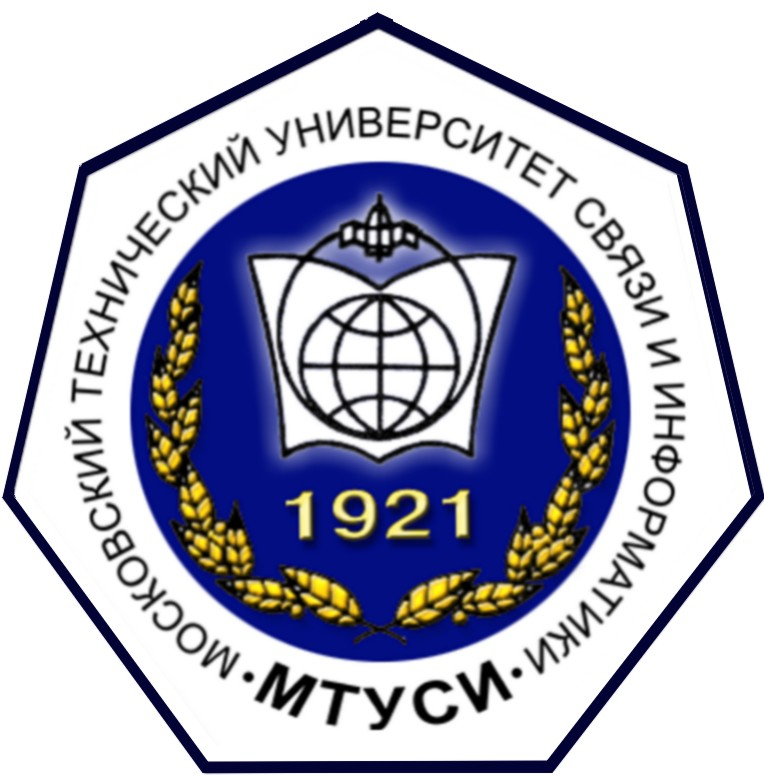 МОСКОВСКИЙ ТЕХНИЧЕСКИЙ УНИВЕРСИТЕТ СВЯЗИ И ИНФОРМАТИКИ
1921
• МТУСИ •